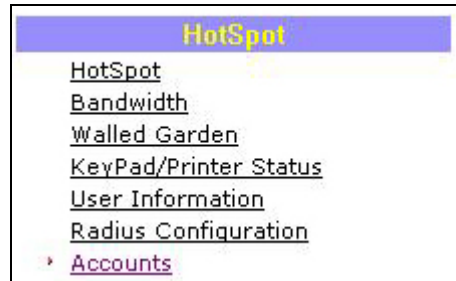 HotSpot
HotSpot
Bandwidth
Walled Garden
KeyPad/Printer Status
User Information
Radius Configuration
Accounts